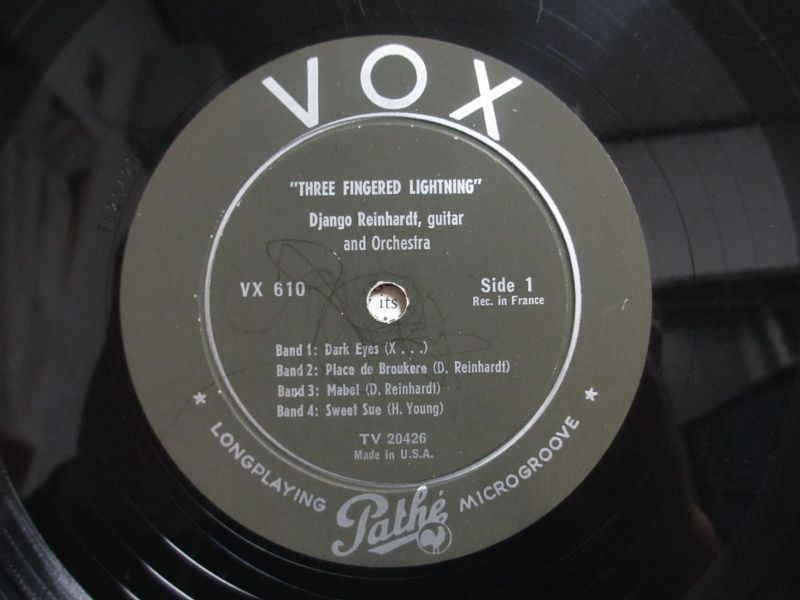 VOX
"THREE FINGERED LIGHTNING"
Django Reinhardt, guitar
and Orchestra
VX 610
Side 1
Rec. in France
its
Band 1: Dark Eyes (X . . .)
Band 2: Place de Broukere (D. Reinhardt)
Band 3: Mabel (D. Reinhardt)
Band 4: Sweet Sue (H. Young)
TV 20426
Made in U.S.A.
★ LONGPLAYING Pathé MICROGROOVE ★